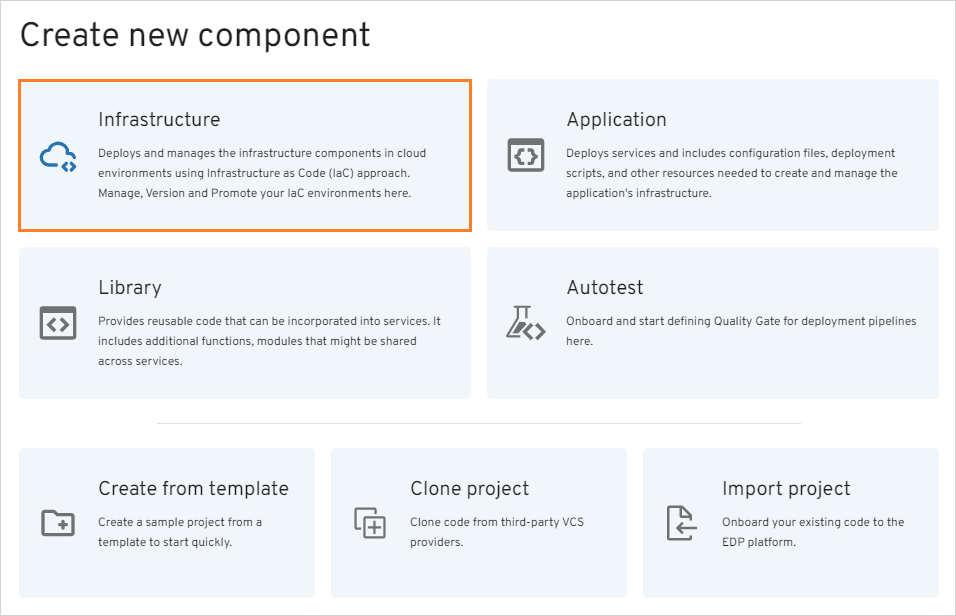 Create new component
Infrastructure
Deploys and manages the infrastructure components in cloud
environments using Infrastructure as Code (IaC) approach.
Manage, Version and Promote your IaC environments here.
Application
Deploys services and includes configuration files, deployment
scripts, and other resources needed to create and manage the
application's infrastructure.
Library
Provides reusable code that can be incorporated into services. It
includes additional functions, modules that might be shared
across services.
Autotest
Onboard and start defining Quality Gate for deployment pipelines
here.
Create from template
Create a sample project from a
template to start quickly.
Clone project
Clone code from third-party VCS
providers.
Import project
Onboard your existing code to the
EDP platform.